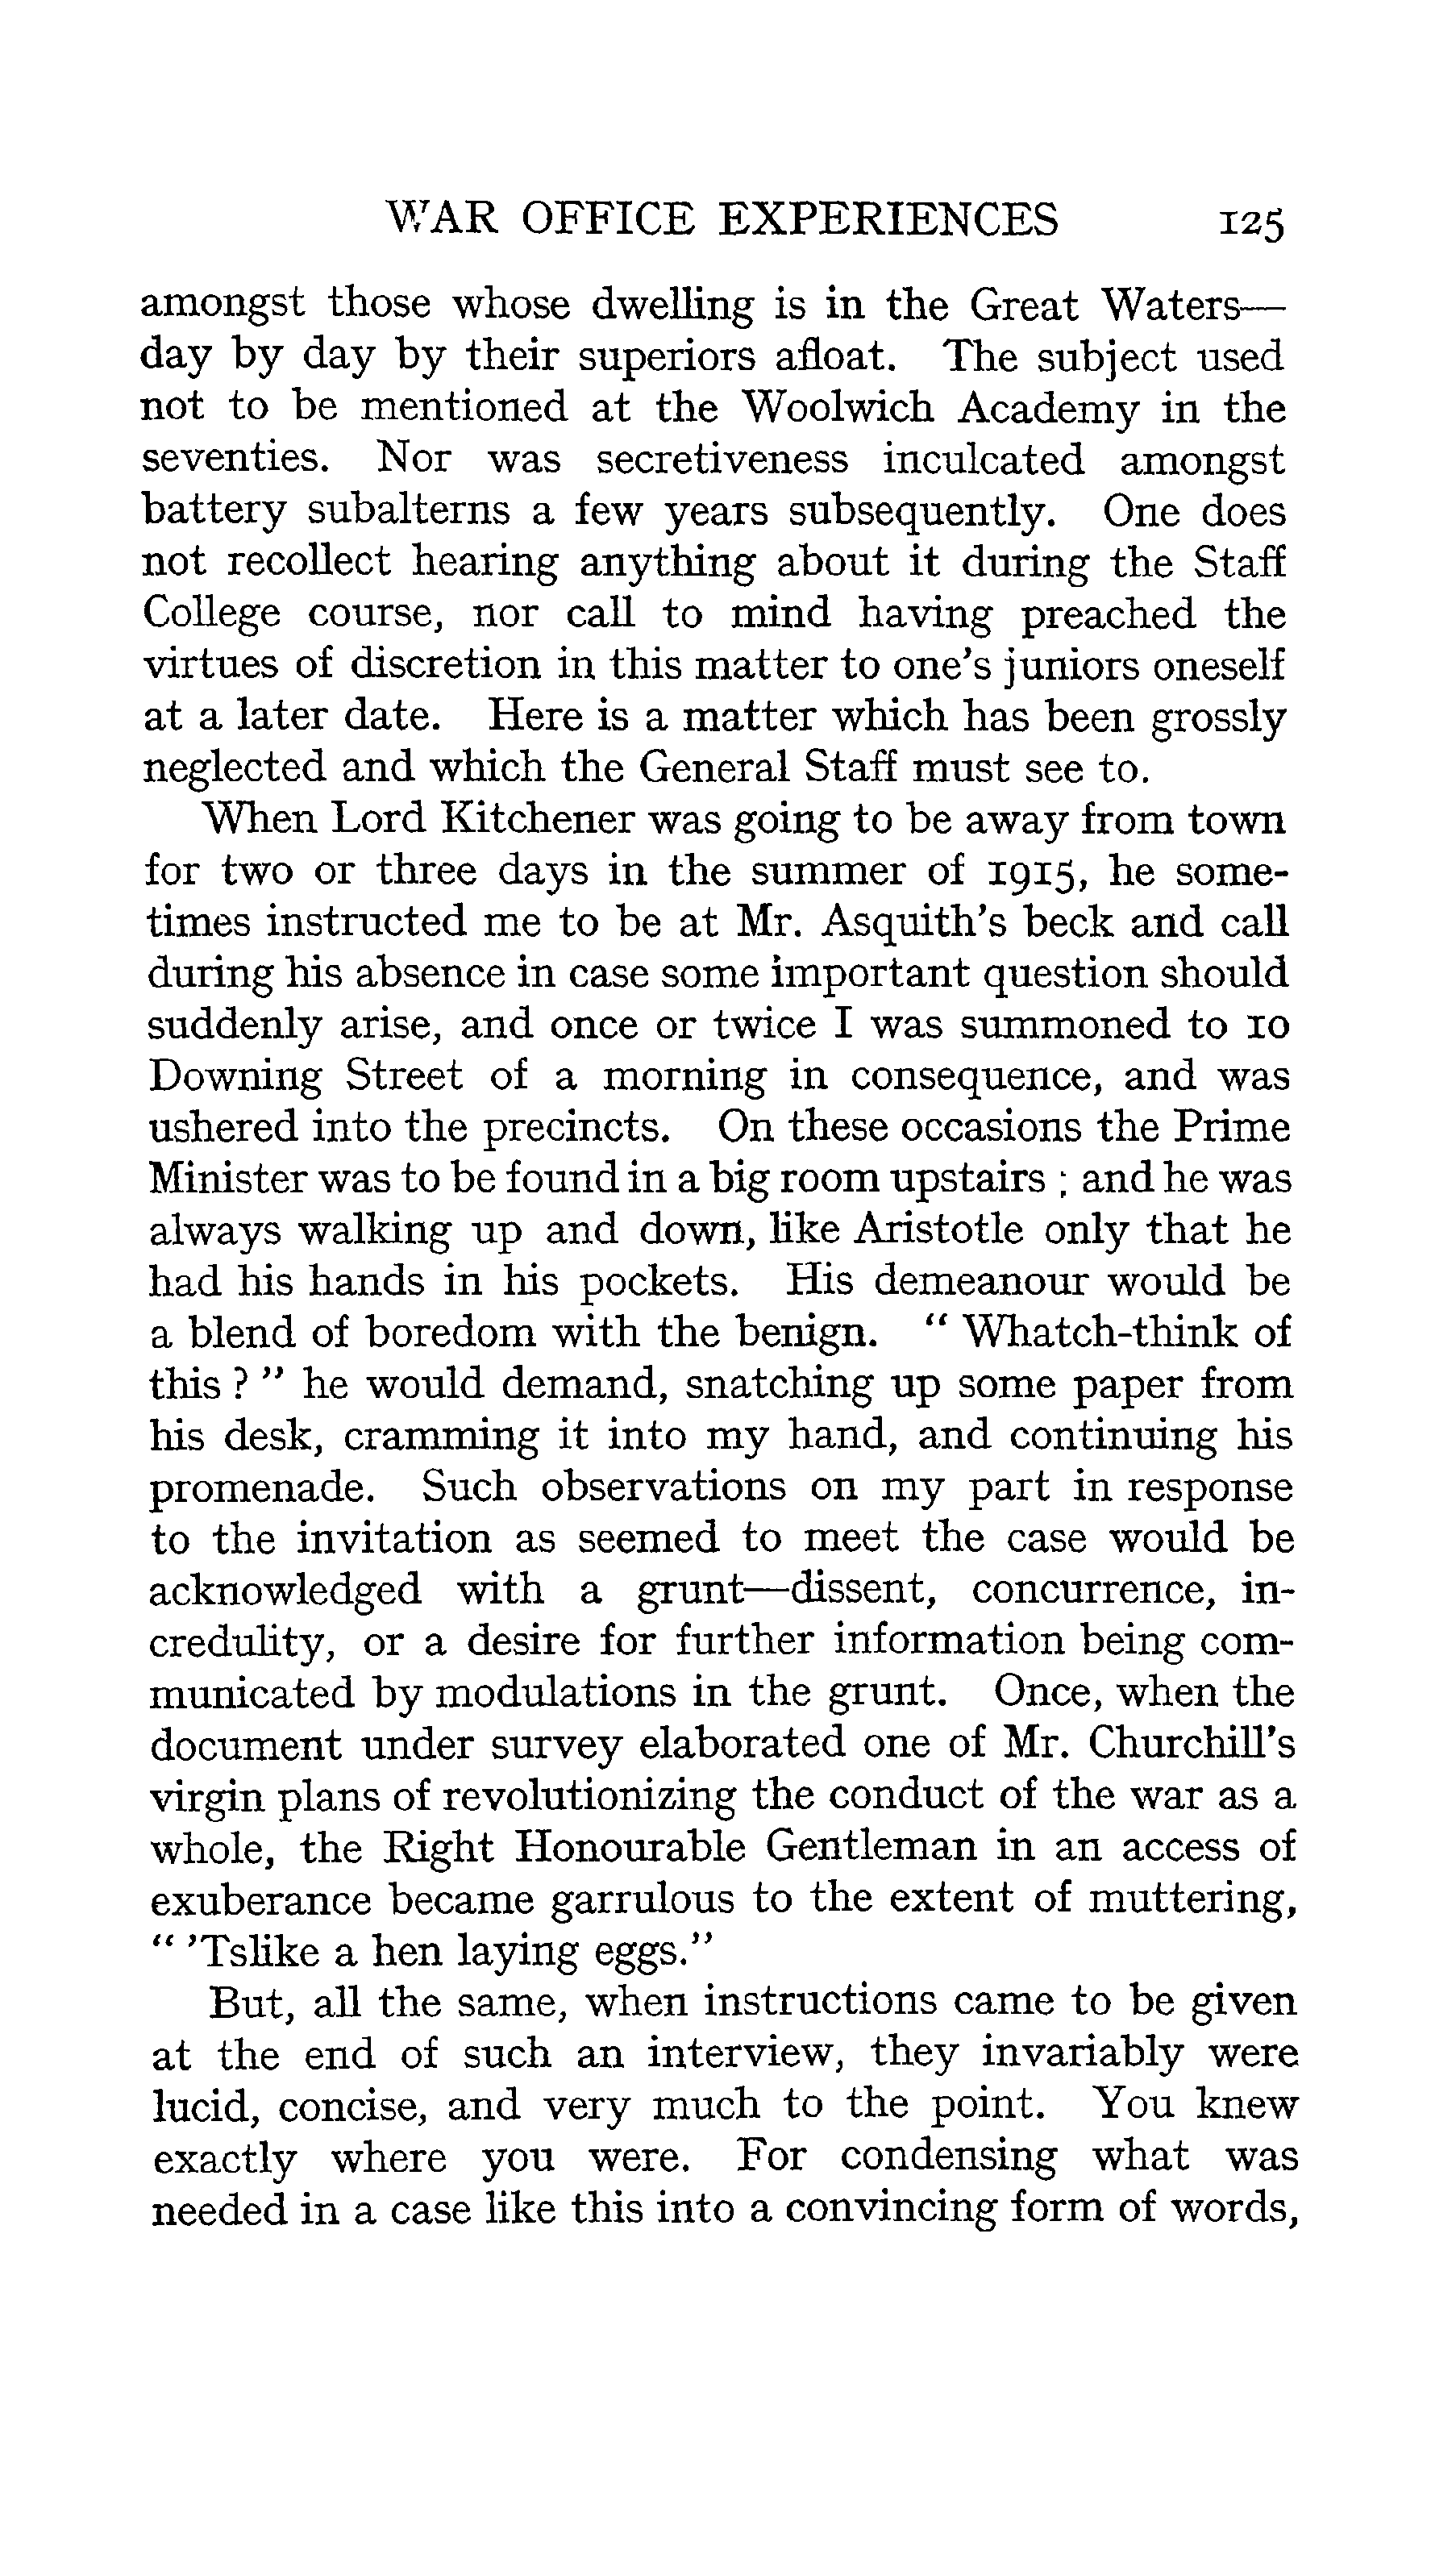 WAR OFFICE EXPERIENCES 125
amongst those whose dwelling is in the Great Waters—
day by day by their superiors afloat. The subject used
not to be mentioned at the Woolwich Academy in the
seventies. Nor was secretiveness inculcated amongst
battery subalterns a few years subsequently. One does
not recollect hearing anything about it during the Staff
College course, nor call to mind having preached the
virtues of discretion in this matter to one's juniors oneself
at a later date. Here is a matter which has been grossly
neglected and which the General Staff must see to.
When Lord Kitchener was going to be away from town
for two or three days in the summer of 1915, he some-
times instructed me to be at Mr. Asquith's beck and call
during his absence in case some important question should
suddenly arise, and once or twice I was summoned to 10
Downing Street of a morning in consequence, and was
ushered into the precincts. On these occasions the Prime
Minister was to be found in a big room upstairs ; and he was
always walking up and down, like Aristotle only that he
had his hands in his pockets. His demeanour would be
a blend of boredom with the benign. " Whatch-think of
this ? " he would demand, snatching up some paper from
his desk, cramming it into my hand, and continuing his
promenade. Such observations on my part in response
to the invitation as seemed to meet the case would be
acknowledged with a grunt—dissent, concurrence, in-
credulity, or a desire for further information being com-
municated by modulations in the grunt. Once, when the
document under survey elaborated one of Mr. Churchill's
virgin plans of revolutionizing the conduct of the war as a
whole, the Right Honourable Gentleman in an access of
exuberance became garrulous to the extent of muttering,
" 'Tslike a hen laying eggs."
But, all the same, when instructions came to be given
at the end of such an interview, they invariably were
lucid, concise, and very much to the point. You knew
exactly where you were. For condensing what was
needed in a case like this into a convincing form of words,